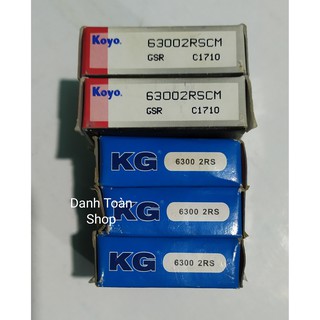 Koyo. 63002RSCM
GSR C1710
Koyo. 63002RSCM
GSR C1710
KG 6300 2RS
Danh Toàn
Shop
KG 6300 2RS
KG 6300 2RS